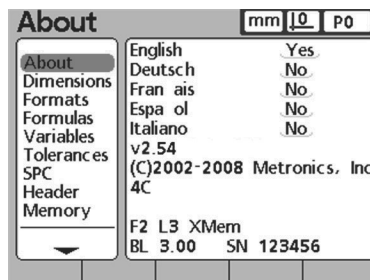 About
mm 0 P0
About
Dimensions
Formats
Formulas
Variables
Tolerances
SPC
Header
Memory
English Yes
Deutsch No
Fran ais No
Espa ol No
Italiano No
v2.54
(C)2002-2008 Metronics, Inc
4C
F2 L3 XMem
BL 3.00 SN 123456